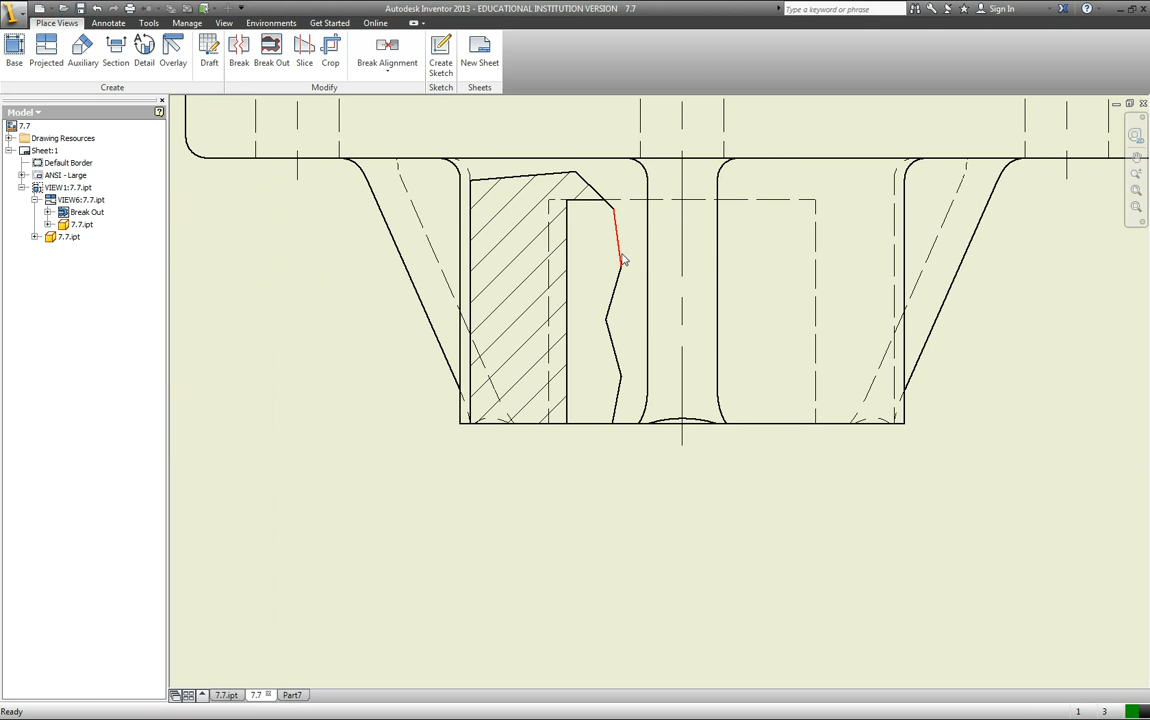 Autodesk Inventor 2013 - EDUCATIONAL INSTITUTION VERSION 7.7
Type a keyword or phrase
Sign In
Place Views Annotate Tools Manage View Environments Get Started Online
Base Projected Auxiliary Section Detail Overlay Draft Break Break Out Slice Crop Break Alignment Create Sketch New Sheet
Create Modify Sketch Sheets
Model
7.7
Drawing Resources
Sheet:1
Default Border
ANSI - Large
VIEW1:7.7.ipt
VIEW6:7.7.ipt
Break Out
7.7.ipt
7.7.ipt
7.7.ipt 7.7 Part7
Ready 1 3